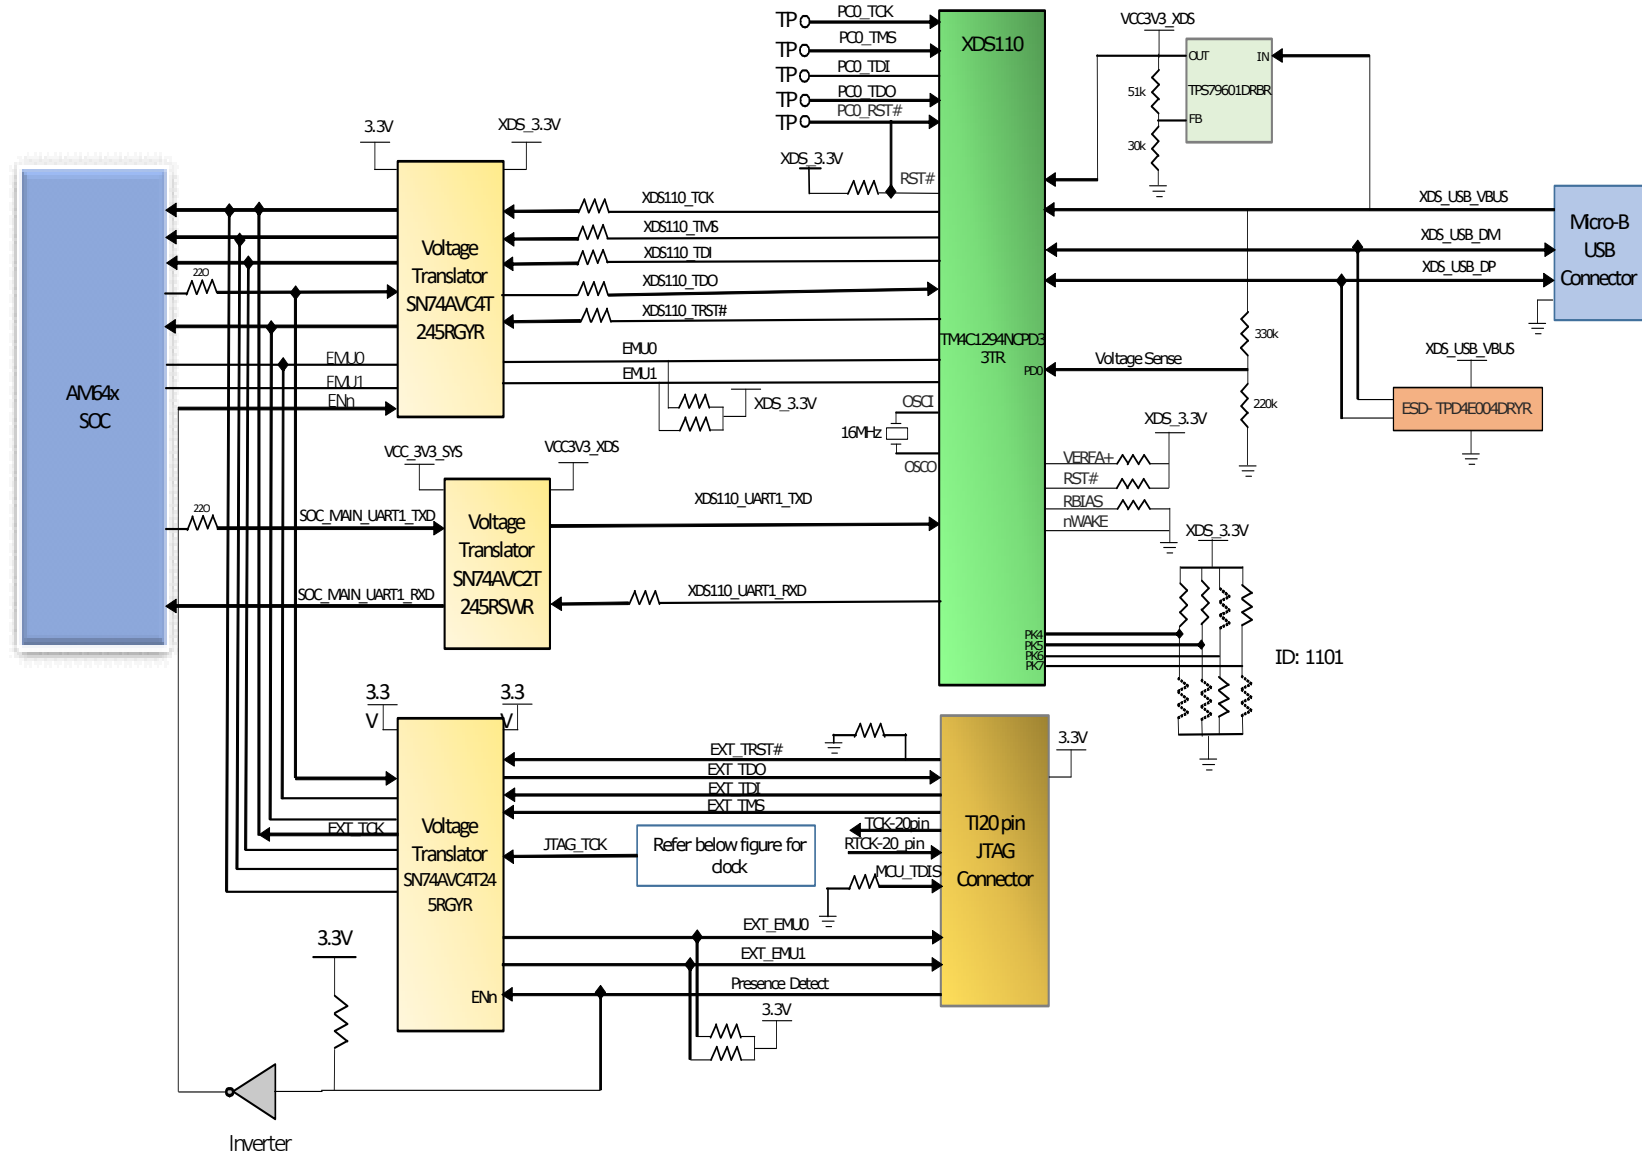 TP PC0_TCK
TP PC0_TMS
TP PC0_TDI
TP PC0_TDO
TP PC0_RST#
XDS110
VCC3V3_XDS
OUT
IN
TPS79601DRBR
FB
51k
30k
3.3V
XDS_3.3V
XDS_3.3V
RST#
XDS110_TCK
XDS110_TMS
XDS110_TDI
XDS110_TDO
XDS110_TRST#
Voltage
Translator
SN74AVC4T
245RGYR
220
EMU0
EMU1
ENn
EMU0
EMU1
XDS_3.3V
AM64x
SOC
TM4C1294NCPD3
3TR
PD0
Voltage Sense
OSCI
16MHz
OSCO
XDS_USB_VBUS
XDS_USB_DM
XDS_USB_DP
Micro-B
USB
Connector
330k
220k
XDS_USB_VBUS
ESD- TPD4E004DRYR
XDS_3.3V
VERFA+
RST#
RBIAS
nWAKE
XDS_3.3V
PK4
PK5
PK6
PK7
ID: 1101
VCC_3V3_SYS
VCC3V3_XDS
220
SOC_MAIN_UART1_TXD
SOC_MAIN_UART1_RXD
Voltage
Translator
SN74AVC2T
245RSWR
XDS110_UART1_TXD
XDS110_UART1_RXD
3.3
V
3.3
V
Voltage
Translator
SN74AVC4T24
5RGYR
ENn
EXT_TCK
EXT_TRST#
EXT_TDO
EXT_TDI
EXT_TMS
JTAG_TCK
Refer below figure for
clock
TCK-20pin
RTCK-20_pin
MCU_TDIS
3.3V
TI20 pin
JTAG
Connector
EXT_EMU0
EXT_EMU1
Presence Detect
3.3V
3.3V
Inverter